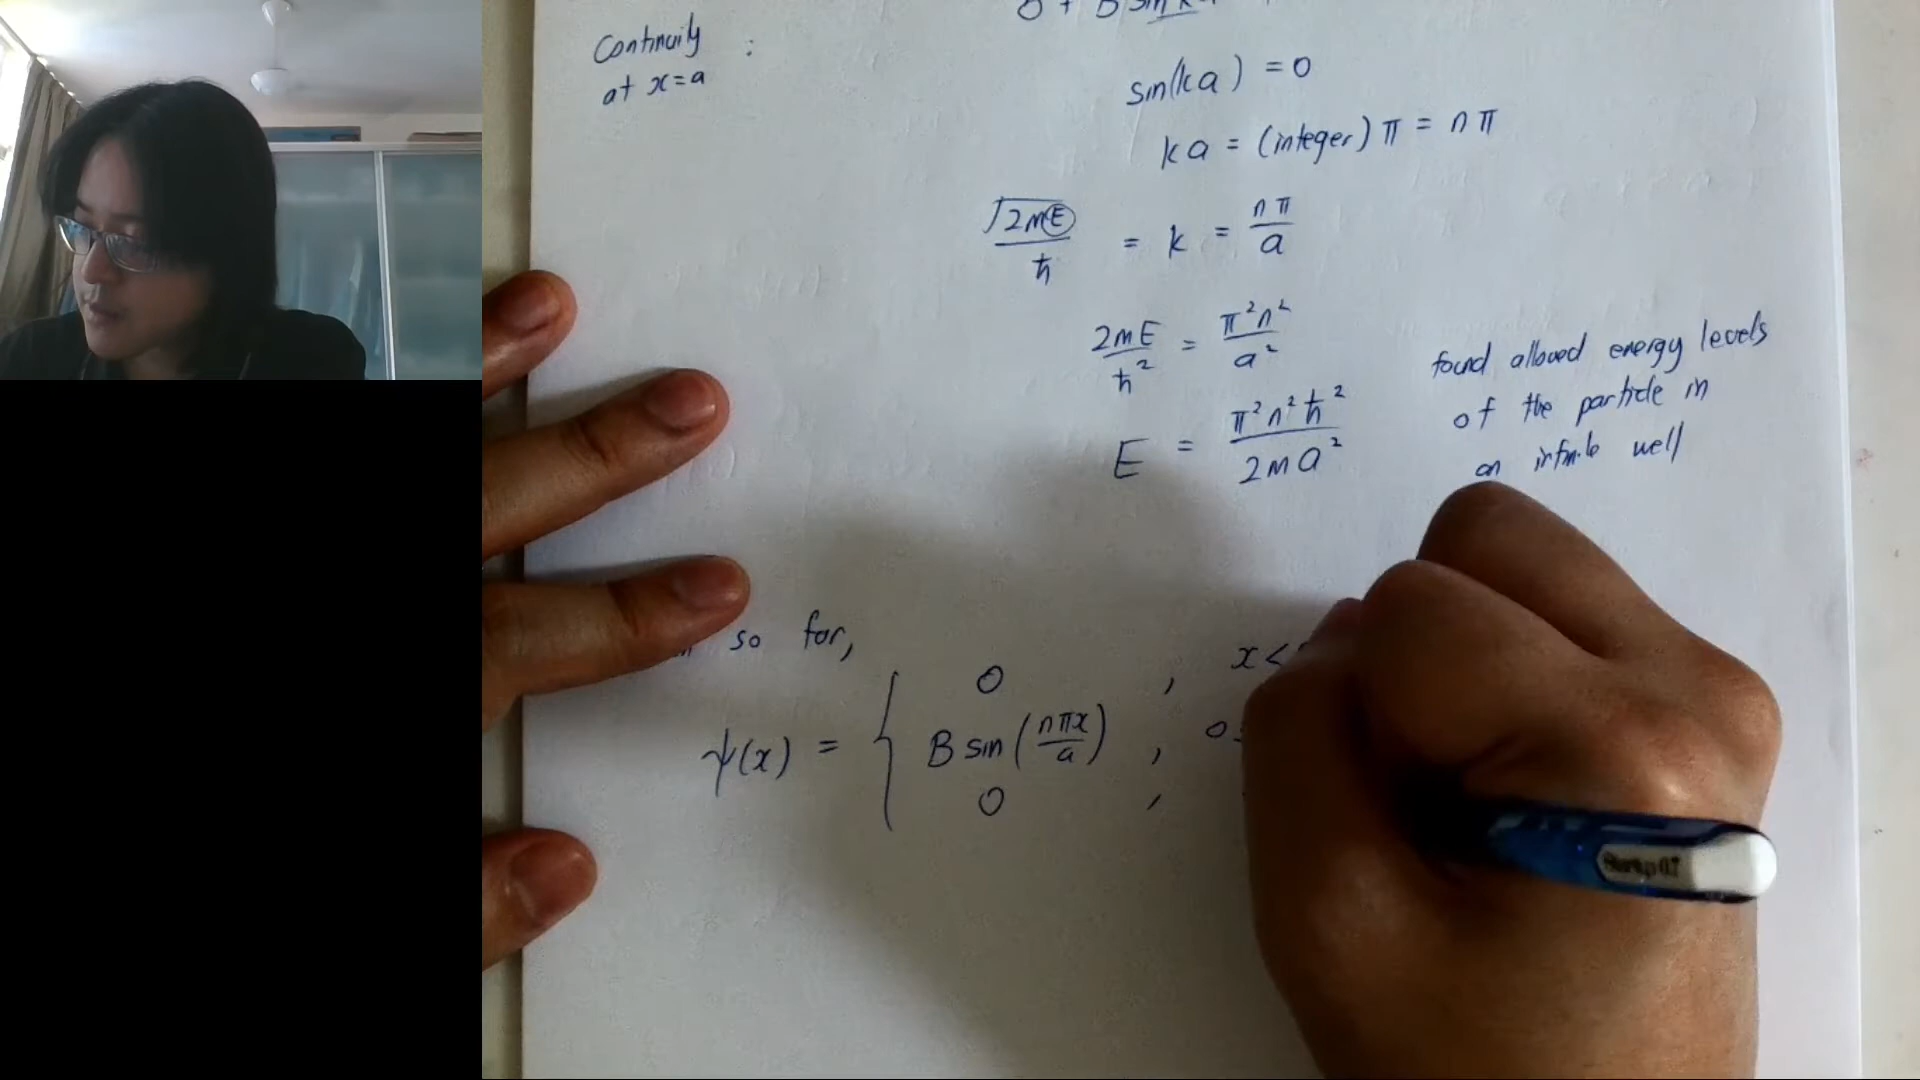 Continuity
at x=a :
sin(ka) = 0
ka = (integer) π = nπ
√2mE / ħ = k = nπ / a
2mE / ħ² = π²n² / a²
E = π²n²ħ² / 2ma²
found allowed energy levels
of the particle in
an infinite well
so far,
ψ(x) = { 0 , x<
B sin(nπx / a) , 0≤
0 ,